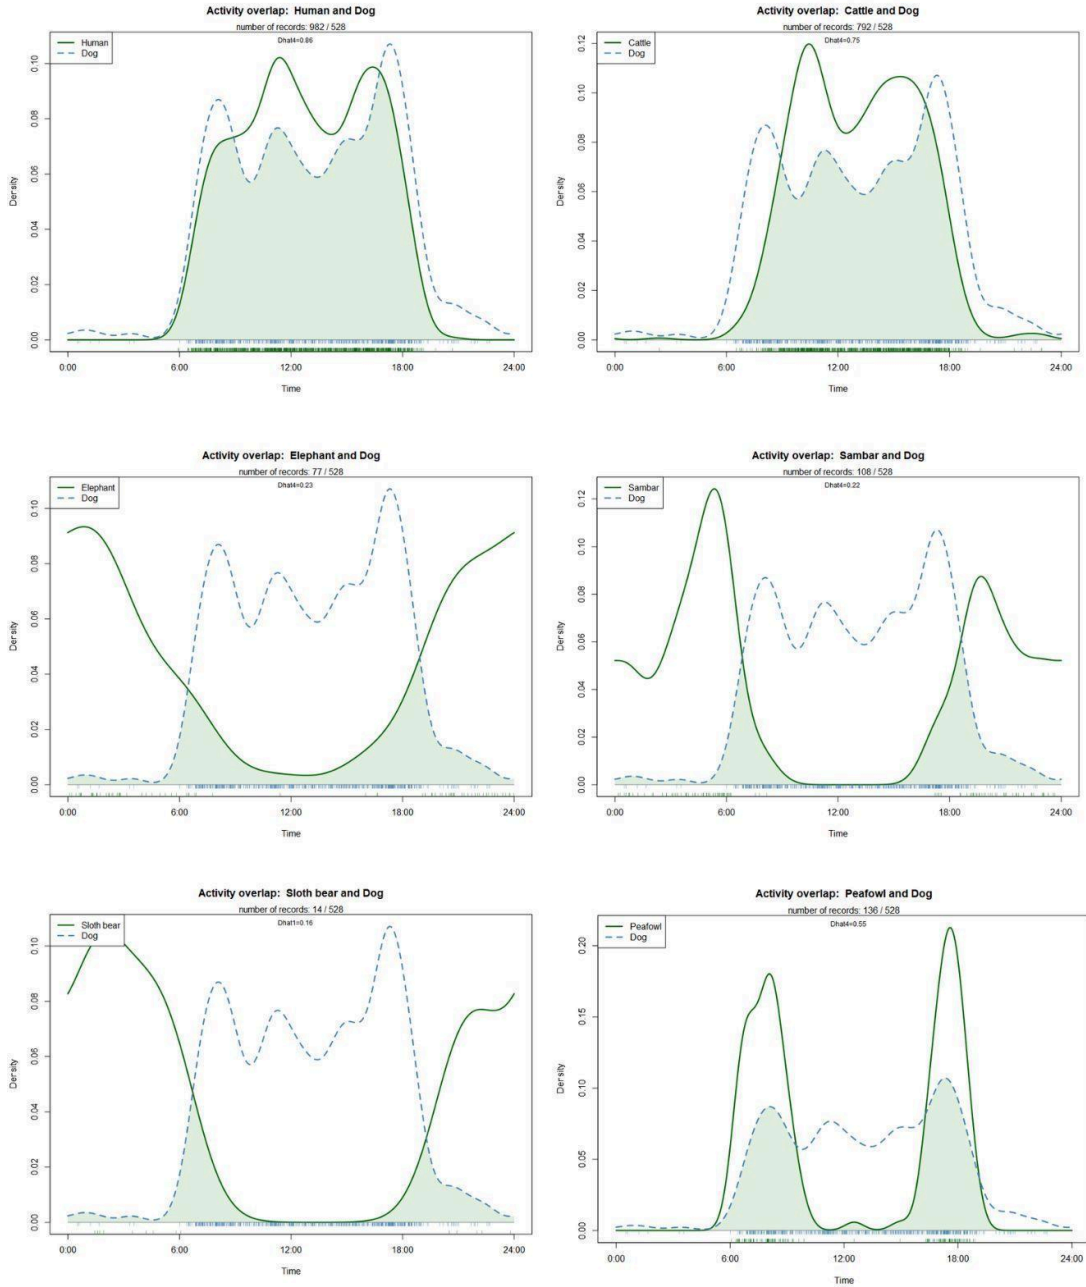 Activity overlap: Human and Dog
number of records: 982 / 528
Dhat4=0.86
Human
Dog
Density
0.00
0.02
0.04
0.06
0.08
0.10
0:00
6:00
12:00
18:00
24:00
Time
Activity overlap: Cattle and Dog
number of records: 792 / 528
Dhat4=0.75
Cattle
Dog
Density
0.00
0.02
0.04
0.06
0.08
0.10
0.12
0:00
6:00
12:00
18:00
24:00
Time
Activity overlap: Elephant and Dog
number of records: 77 / 528
Dhat4=0.23
Elephant
Dog
Density
0.00
0.02
0.04
0.06
0.08
0.10
0:00
6:00
12:00
18:00
24:00
Time
Activity overlap: Sambar and Dog
number of records: 108 / 528
Dhat4=0.22
Sambar
Dog
Density
0.00
0.02
0.04
0.06
0.08
0.10
0.12
0:00
6:00
12:00
18:00
24:00
Time
Activity overlap: Sloth bear and Dog
number of records: 14 / 528
Dhat1=0.16
Sloth bear
Dog
Density
0.00
0.02
0.04
0.06
0.08
0.10
0:00
6:00
12:00
18:00
24:00
Time
Activity overlap: Peafowl and Dog
number of records: 136 / 528
Dhat4=0.55
Peafowl
Dog
Density
0.00
0.05
0.10
0.15
0.20
0:00
6:00
12:00
18:00
24:00
Time